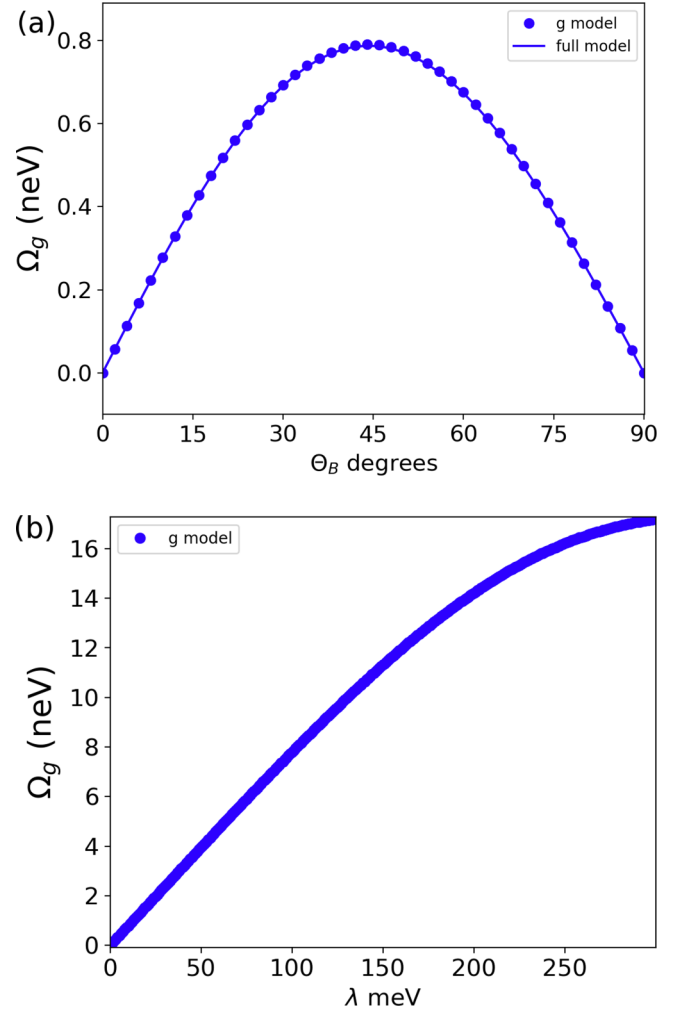 (a)
g model
full model
0.8
0.6
0.4
0.2
0.0
Ω_g (neV)
0 15 30 45 60 75 90
Θ_B degrees
(b)
g model
16
14
12
10
8
6
4
2
0
Ω_g (neV)
0 50 100 150 200 250
λ meV